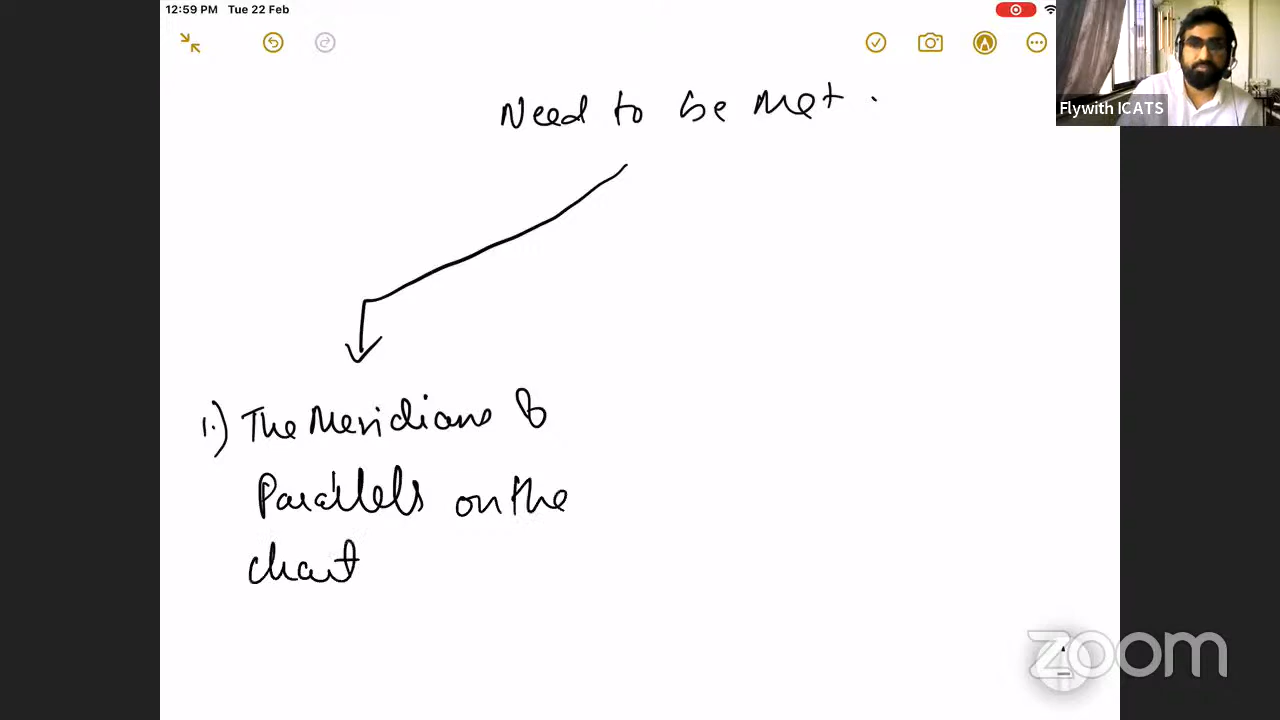 12:59 PM Tue 22 Feb
Need to be met.
Flywith ICATS
1.) The Meridians &
Parallels on the
chart
zoom